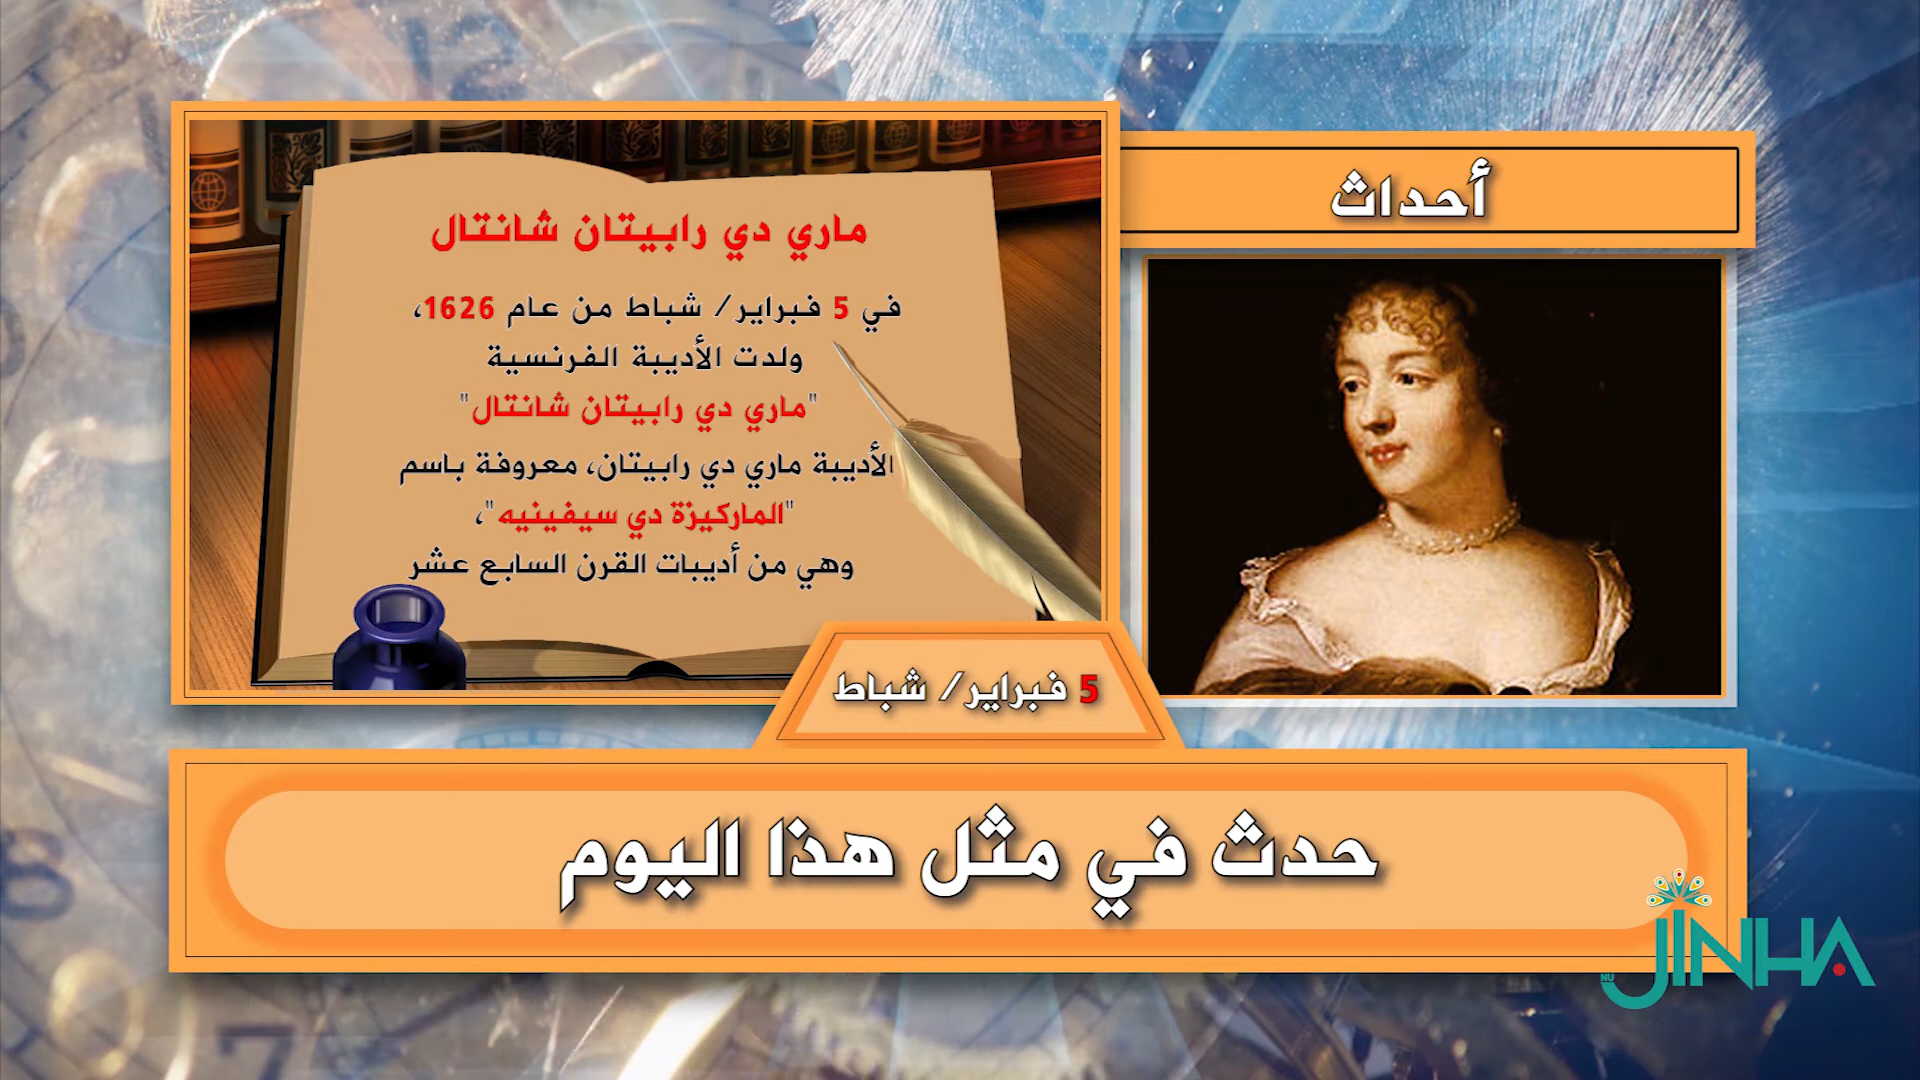 أحداث
ماري دي رابيتان شانتال
في 5 فبراير/ شباط من عام 1626،
ولدت الأديبة الفرنسية
"ماري دي رابيتان شانتال"
الأديبة ماري دي رابيتان، معروفة باسم
"الماركيزة دي سيفينيه"،
وهي من أديبات القرن السابع عشر
5 فبراير/ شباط
حدث في مثل هذا اليوم
NU JINHA